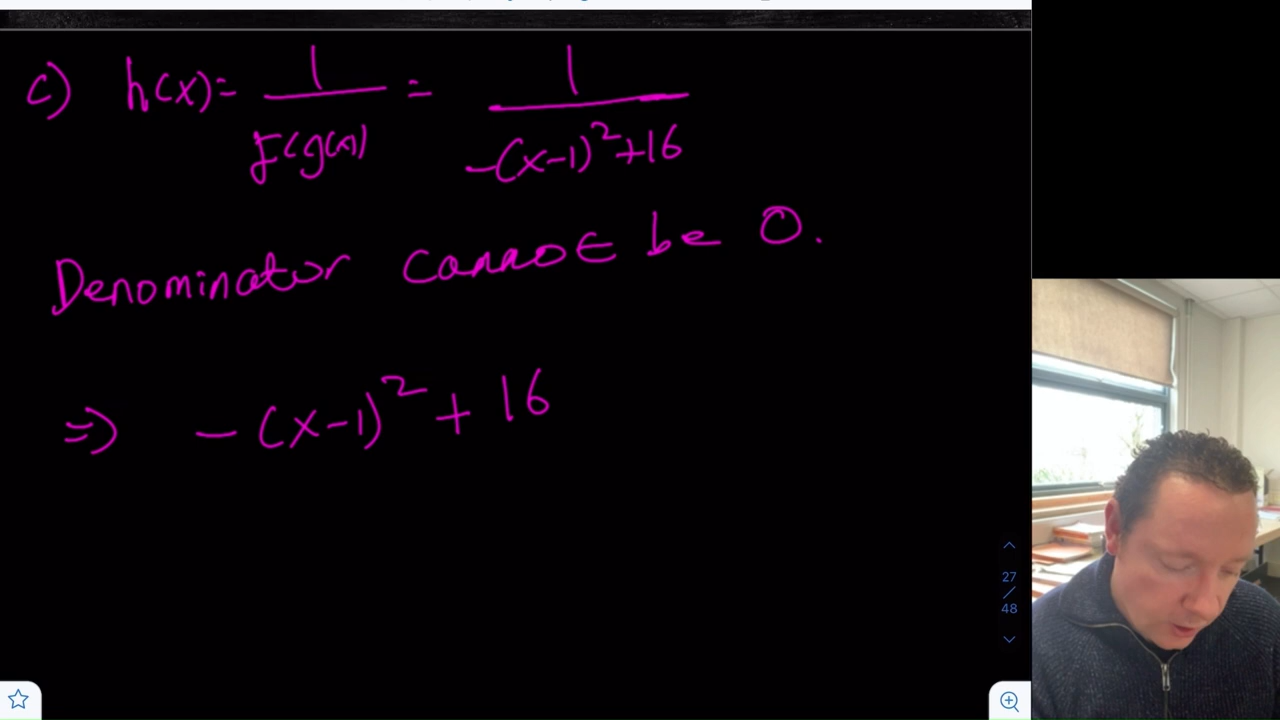 c) h(x) = 1/f(g(x)) = 1/-(x-1)²+16
Denominator cannot be 0.
⇒ -(x-1)² + 16
27
/
48